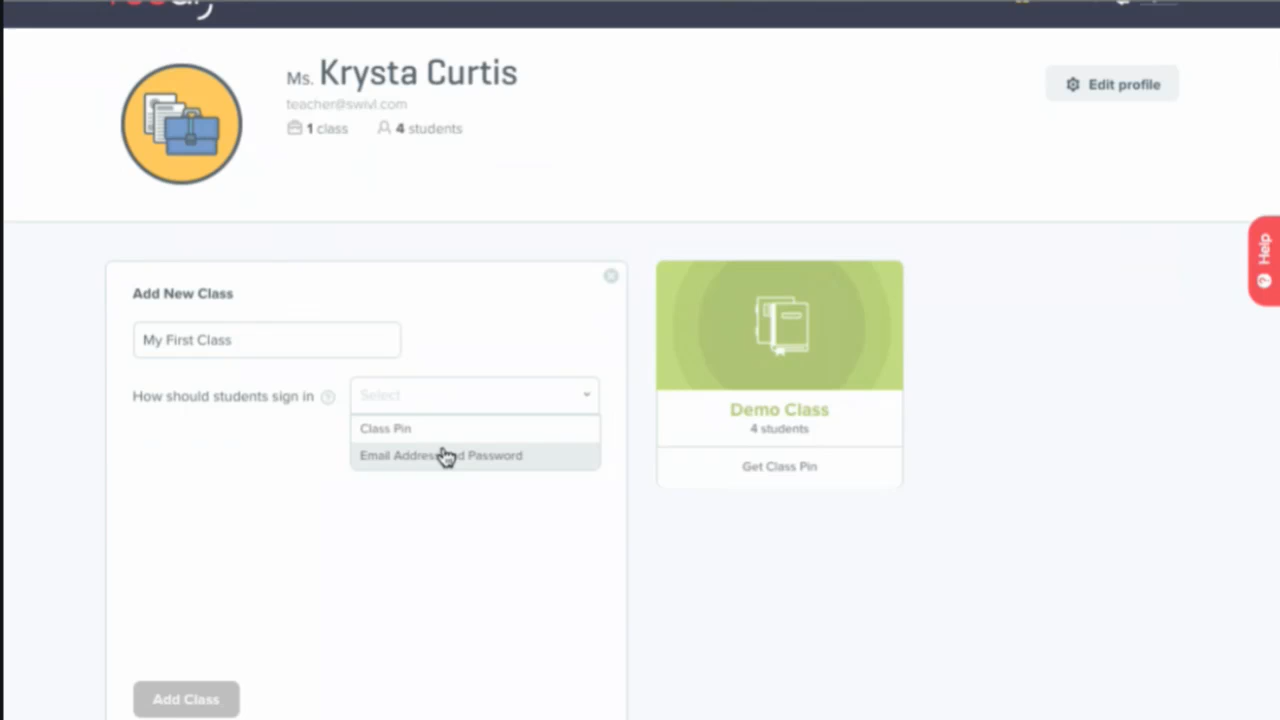 Ms. Krysta Curtis
teacher@swivl.com
1 class 4 students
Edit profile
Help
Add New Class
My First Class
How should students sign in
Select
Class Pin
Email Address and Password
Add Class
Demo Class
4 students
Get Class Pin